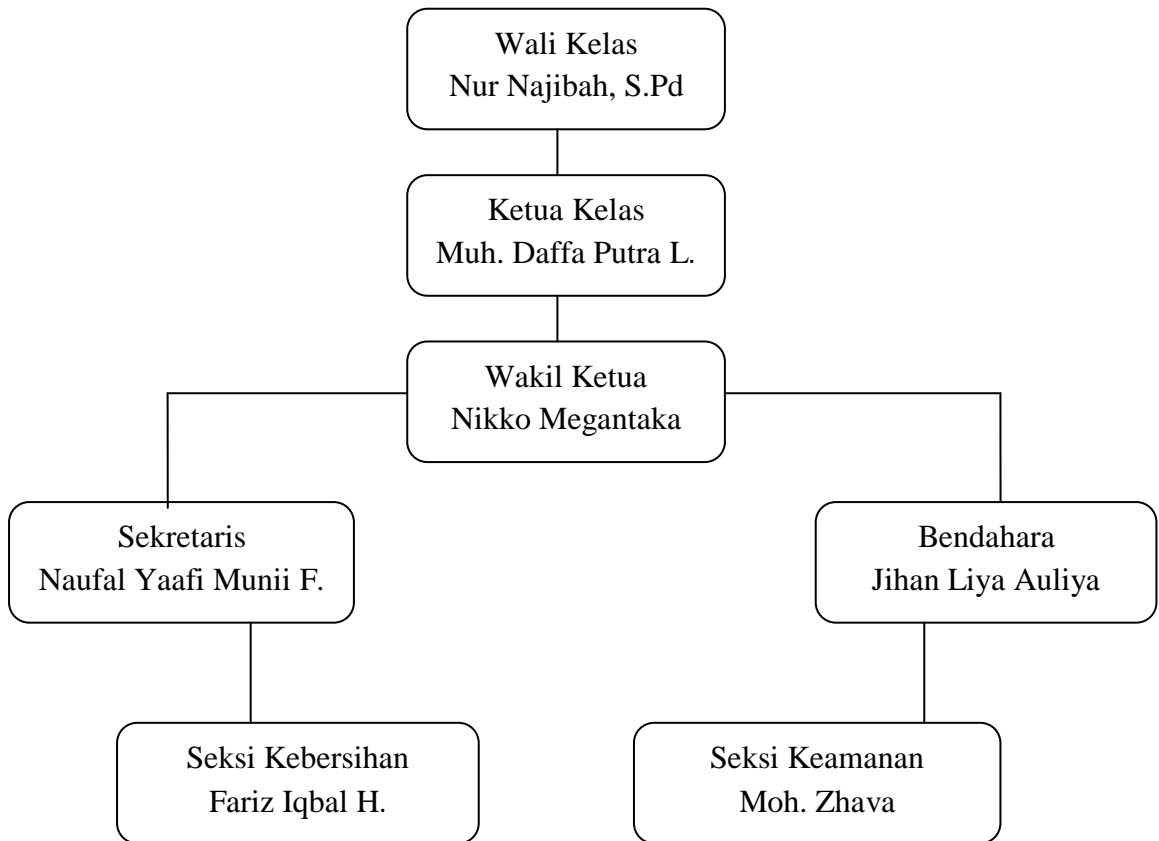 Wali Kelas
Nur Najibah, S.Pd
Ketua Kelas
Muh. Daffa Putra L.
Wakil Ketua
Nikko Megantaka
Sekretaris
Naufal Yaafi Munii F.
Bendahara
Jihan Liya Auliya
Seksi Kebersihan
Fariz Iqbal H.
Seksi Keamanan
Moh. Zhava